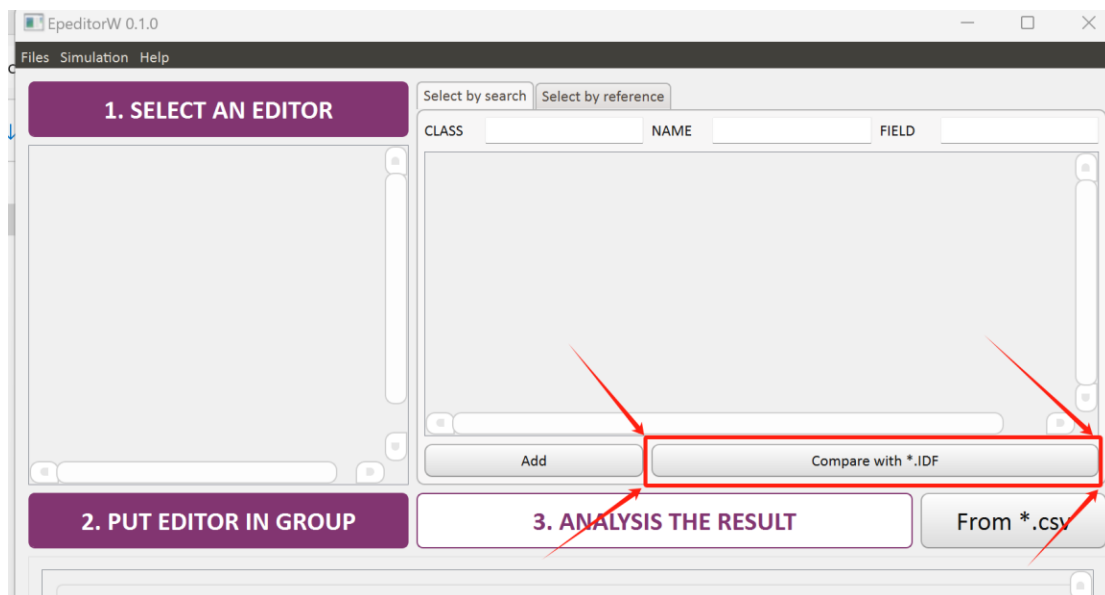 EpeditorW 0.1.0
Files Simulation Help
1. SELECT AN EDITOR
Select by search Select by reference
CLASS NAME FIELD
Add Compare with *.IDF
2. PUT EDITOR IN GROUP 3. ANALYSIS THE RESULT From *.csv